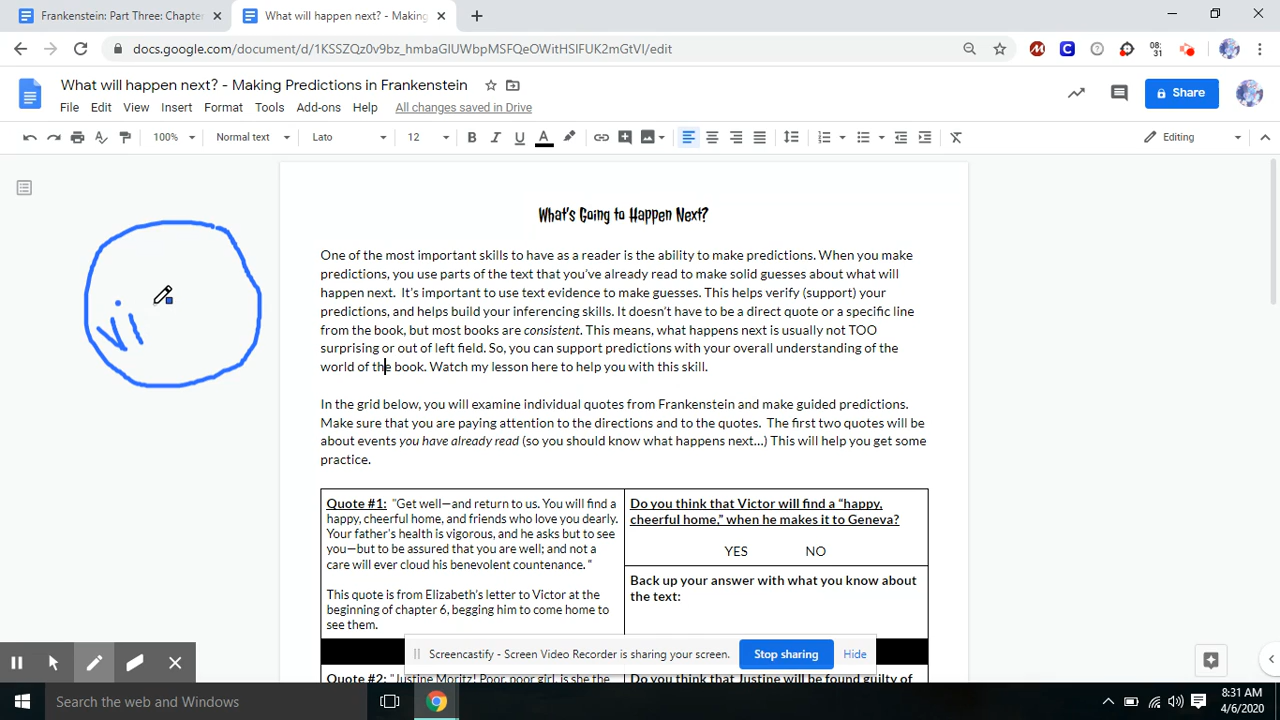 Frankenstein: Part Three: Chapter
What will happen next? - Making
docs.google.com/document/d/1KSSZQz0v9bz_hmbaGlUWbpMSFQeOWitHSIFUK2mGtVI/edit
08:
31
What will happen next? - Making Predictions in Frankenstein
File Edit View Insert Format Tools Add-ons Help All changes saved in Drive
Share
100% Normal text Lato 12 B I U A Editing
What's Going to Happen Next?
One of the most important skills to have as a reader is the ability to make predictions. When you make
predictions, you use parts of the text that you've already read to make solid guesses about what will
happen next. It's important to use text evidence to make guesses. This helps verify (support) your
predictions, and helps build your inferencing skills. It doesn't have to be a direct quote or a specific line
from the book, but most books are consistent. This means, what happens next is usually not TOO
surprising or out of left field. So, you can support predictions with your overall understanding of the
world of the book. Watch my lesson here to help you with this skill.
Vi
In the grid below, you will examine individual quotes from Frankenstein and make guided predictions.
Make sure that you are paying attention to the directions and to the quotes. The first two quotes will be
about events you have already read (so you should know what happens next...) This will help you get some
practice.
Quote #1: "Get well—and return to us. You will find a
happy, cheerful home, and friends who love you dearly.
Your father's health is vigorous, and he asks but to see
you—but to be assured that you are well; and not a
care will ever cloud his benevolent countenance. "
This quote is from Elizabeth's letter to Victor at the
beginning of chapter 6, begging him to come home to
see them.
Do you think that Victor will find a "happy,
cheerful home," when he makes it to Geneva?
YES NO
Back up your answer with what you know about
the text:
Quote #2: "Justine Moritz! Poor, poor girl, is she the
Do you think that Justine will be found guilty of
Screencastify - Screen Video Recorder is sharing your screen. Stop sharing Hide
Search the web and Windows
8:31 AM
4/6/2020